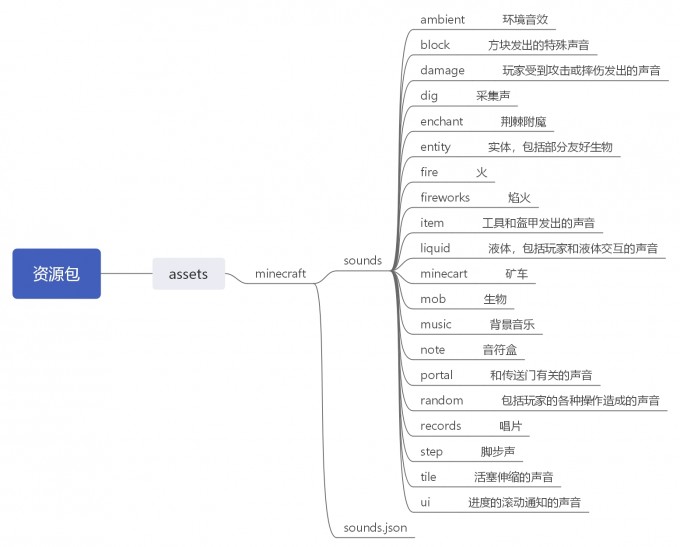 资源包
assets
minecraft
sounds
ambient 环境音效
block 方块发出的特殊声音
damage 玩家受到攻击或摔伤发出的声音
dig 采集声
enchant 荆棘附魔
entity 实体，包括部分友好生物
fire 火
fireworks 焰火
item 工具和盔甲发出的声音
liquid 液体，包括玩家和液体交互的声音
minecart 矿车
mob 生物
music 背景音乐
note 音符盒
portal 和传送门有关的声音
random 包括玩家的各种操作造成的声音
records 唱片
step 脚步声
tile 活塞伸缩的声音
ui 进度的滚动通知的声音
sounds.json